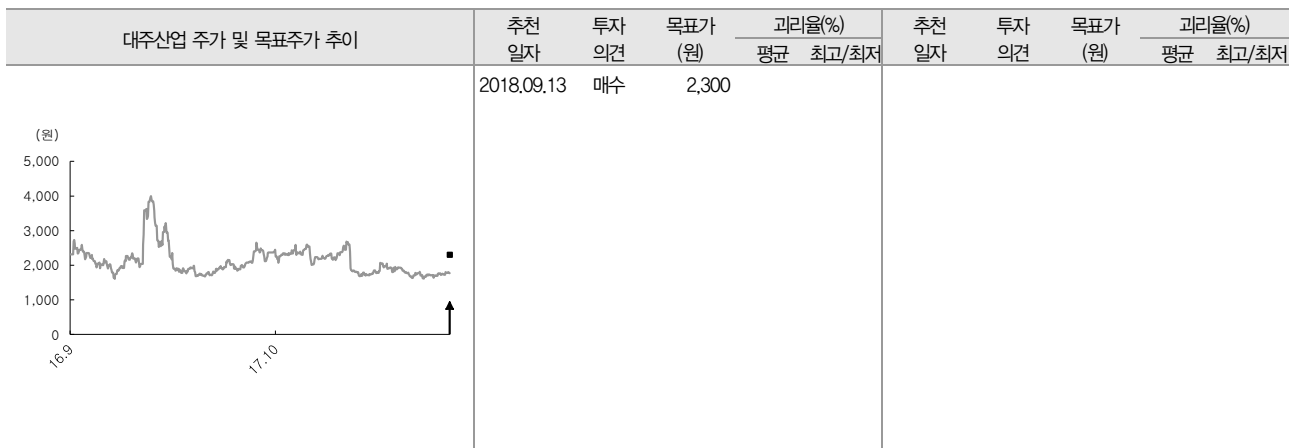 대주산업 주가 및 목표주가 추이
추천 투자 목표가 괴리율(%) 추천 투자 목표가 괴리율(%)
일자 의견 (원) 평균 최고/최저 일자 의견 (원) 평균 최고/최저
2018.09.13 매수 2,300
(원)
5,000
4,000
3,000
2,000
1,000
0
16.9 17.10